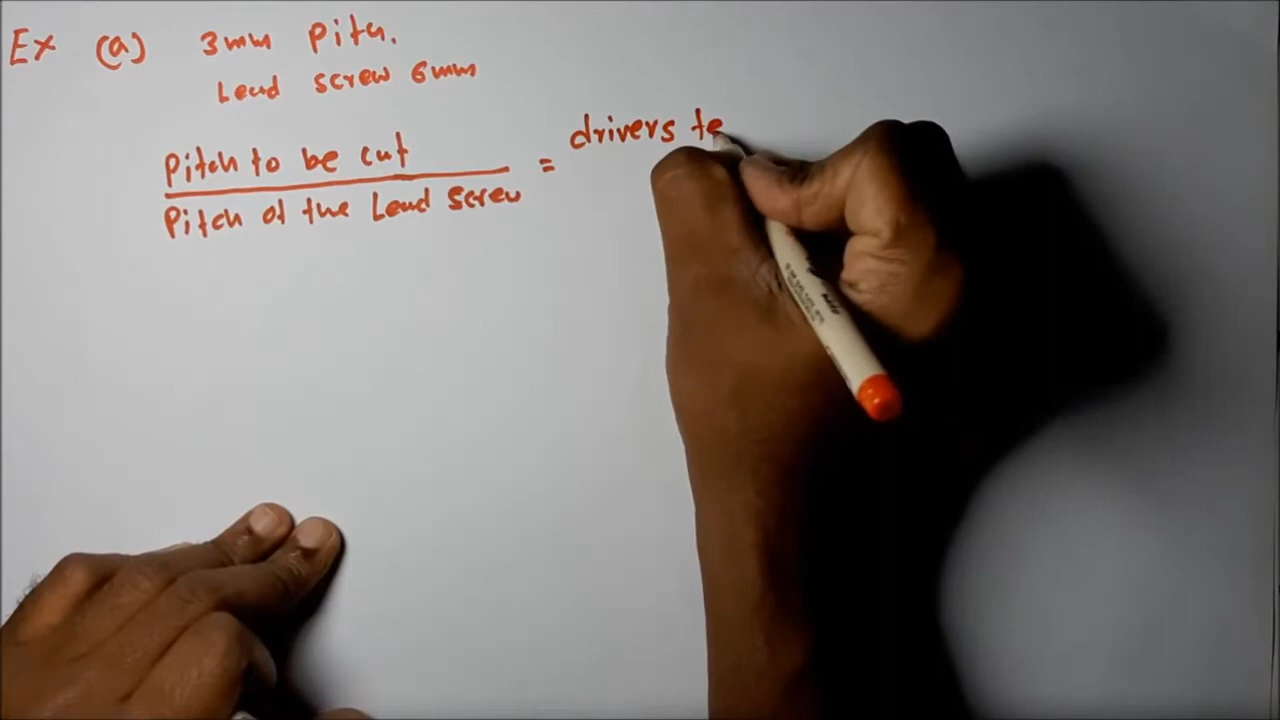 Ex (a) 3mm Pitch.
Lead screw 6mm
Pitch to be cut
Pitch of the Lead Screw
= drivers te